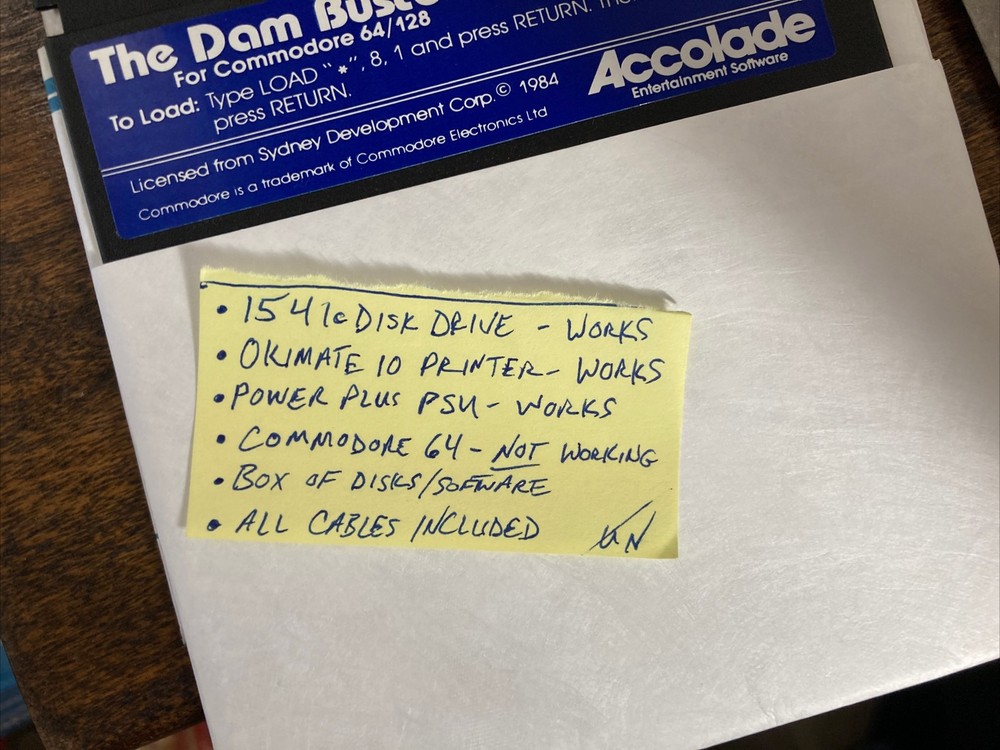 The Dam Bus
For Commodore 64/128
To Load: Type LOAD "*", 8, 1 and press RETURN.
press RETURN.
Accolade
Entertainment Software
Licensed from Sydney Development Corp. © 1984
Commodore is a trademark of Commodore Electronics Ltd
• 1541c DISK DRIVE - WORKS
• OKIMATE 10 PRINTER - WORKS
• POWER PLUS PSU - WORKS
• COMMODORE 64 - NOT WORKING
• BOX OF DISKS/SOFTWARE
• ALL CABLES INCLUDED